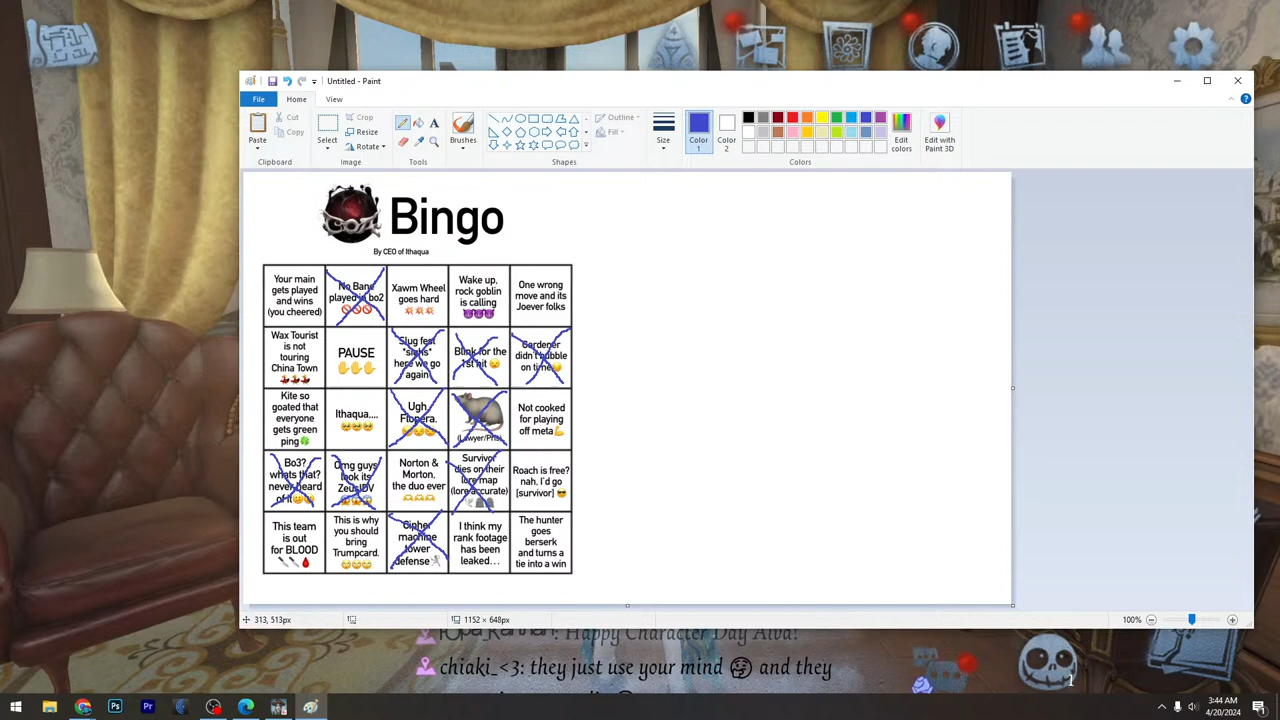 4
Untitled - Paint
File Home View
Cut
Copy
Paste
Clipboard
Select
Crop
Resize
Rotate
Image
A
Tools
Brushes
Outline
Fill
Shapes
Size
Color
1
Color
2
Edit
colors
Colors
Edit with
Paint 3D
COA
Bingo
By CEO of Ithaqua
Your main
gets played
and wins
(you cheered)
No Bane
played in bo2
🚫🚫🚫
Xawm Wheel
goes hard
💥💥💥
Wake up,
rock goblin
is calling
😈😈😈
One wrong
move and its
Joever folks
Wax Tourist
is not
touring
China Town
💃💃💃
PAUSE
✋✋✋
Slug fest
*sighs*
here we go
again
Blink for the
1st hit 😪
Gardener
didn't bubble
on time
Kite so
goated that
everyone
gets green
ping🍀
Ithaqua,...
🥺🥺🥺
Ugh,
Flopera.
(Lawyer/Pris)
Not cooked
for playing
off meta💪
Bo3?
whats that?
never heard
of it
Omg guys
look its
ZeusIDV
😱😱😱
Norton &
Morton,
the duo ever
🫶🫶🫶
Survivor
dies on their
lore map
(lore accurate)
🕊🪦🪦
Roach is free?
nah, I'd go
[survivor] 😎
This team
is out
for BLOOD
🔪🔪🩸
This is why
you should
bring
Trumpcard.
Cipher
machine
tower
defense
I think my
rank footage
has been
leaked...
The hunter
goes
berserk
and turns a
tie into a win
313, 513px
1152 × 648px
100%
Happy Character Day Alva!
chiaki_<3: they just use your mind and they
1
Ps Pr
3:44 AM
4/20/2024
1